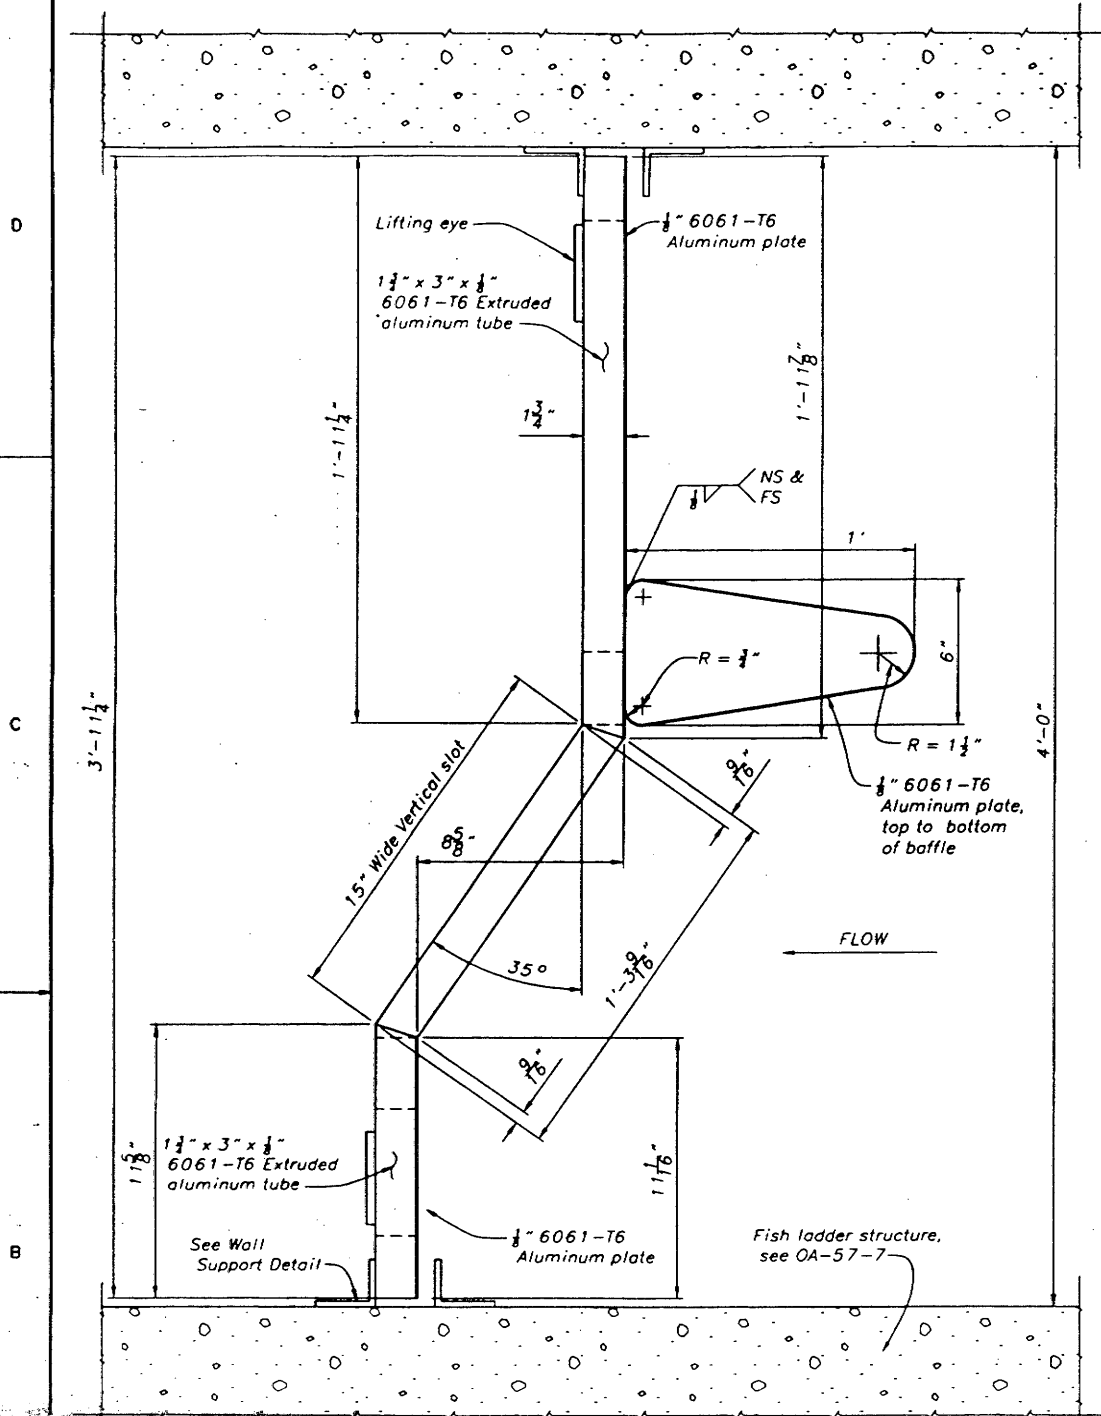 D
Lifting eye
1/8" 6061-T6
Aluminum plate
1 3/4" x 3" x 1/8"
6061-T6 Extruded
aluminum tube
1'-11 7/8"
1'-11 1/4"
1 3/4"
NS &
FS
1/8
1'
6"
R = 3/4"
C
3'-11 1/4"
4'-0"
R = 1 1/2"
9/16"
1/8" 6061-T6
Aluminum plate,
top to bottom
of baffle
15" Wide Vertical slot
8 5/8"
FLOW
35°
1'-3 9/16"
9/16"
11 5/8"
1 3/4" x 3" x 1/8"
6061-T6 Extruded
aluminum tube
11 1/16"
B
See Wall
Support Detail
1/8" 6061-T6
Aluminum plate
Fish ladder structure,
see OA-57-7